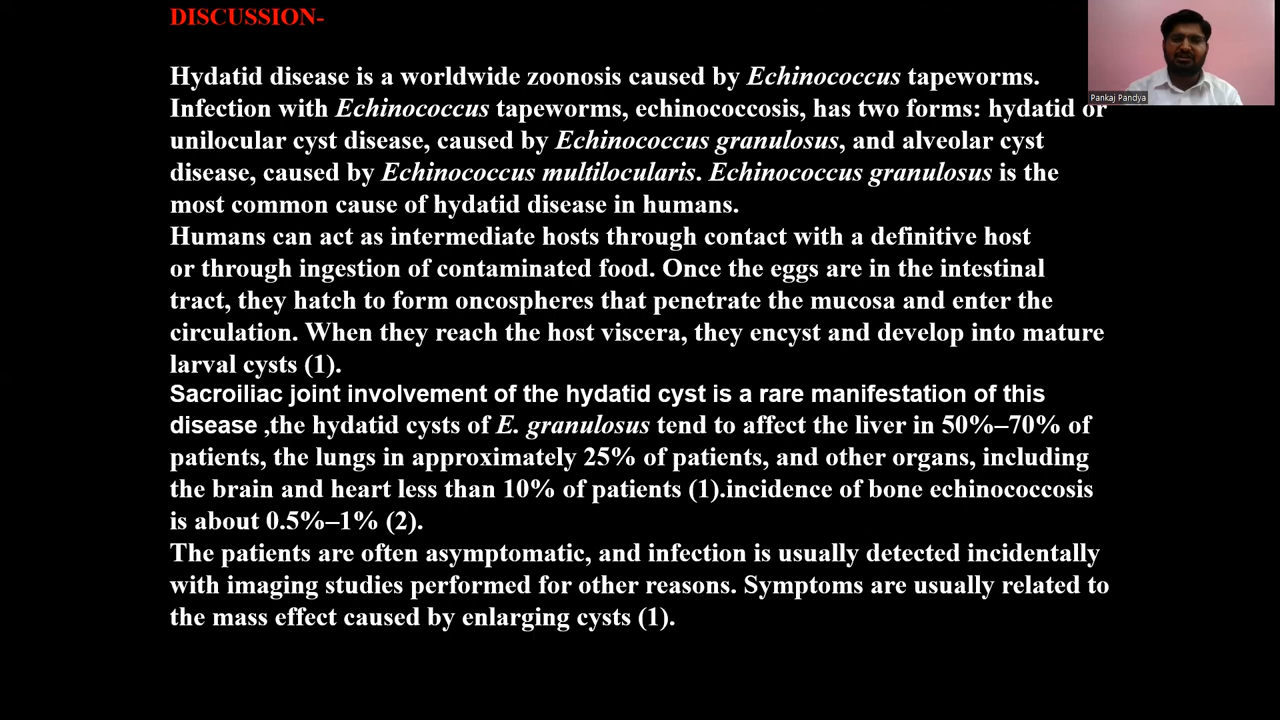 DISCUSSION-
Hydatid disease is a worldwide zoonosis caused by Echinococcus tapeworms.
Infection with Echinococcus tapeworms, echinococcosis, has two forms: hydatid or
unilocular cyst disease, caused by Echinococcus granulosus, and alveolar cyst
disease, caused by Echinococcus multilocularis. Echinococcus granulosus is the
most common cause of hydatid disease in humans.
Humans can act as intermediate hosts through contact with a definitive host
or through ingestion of contaminated food. Once the eggs are in the intestinal
tract, they hatch to form oncospheres that penetrate the mucosa and enter the
circulation. When they reach the host viscera, they encyst and develop into mature
larval cysts (1).
Sacroiliac joint involvement of the hydatid cyst is a rare manifestation of this
disease ,the hydatid cysts of E. granulosus tend to affect the liver in 50%–70% of
patients, the lungs in approximately 25% of patients, and other organs, including
the brain and heart less than 10% of patients (1).incidence of bone echinococcosis
is about 0.5%–1% (2).
The patients are often asymptomatic, and infection is usually detected incidentally
with imaging studies performed for other reasons. Symptoms are usually related to
the mass effect caused by enlarging cysts (1).
Pankaj Pandya